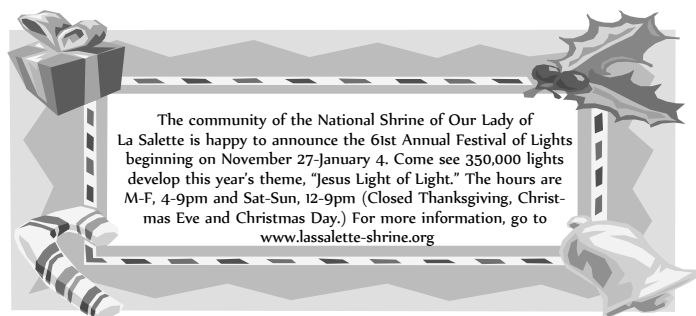 The community of the National Shrine of Our Lady of
La Salette is happy to announce the 61st Annual Festival of Lights
beginning on November 27-January 4. Come see 350,000 lights
develop this year's theme, “Jesus Light of Light.” The hours are
M-F, 4-9pm and Sat-Sun, 12-9pm (Closed Thanksgiving, Christ-
mas Eve and Christmas Day.) For more information, go to
www.lassalette-shrine.org